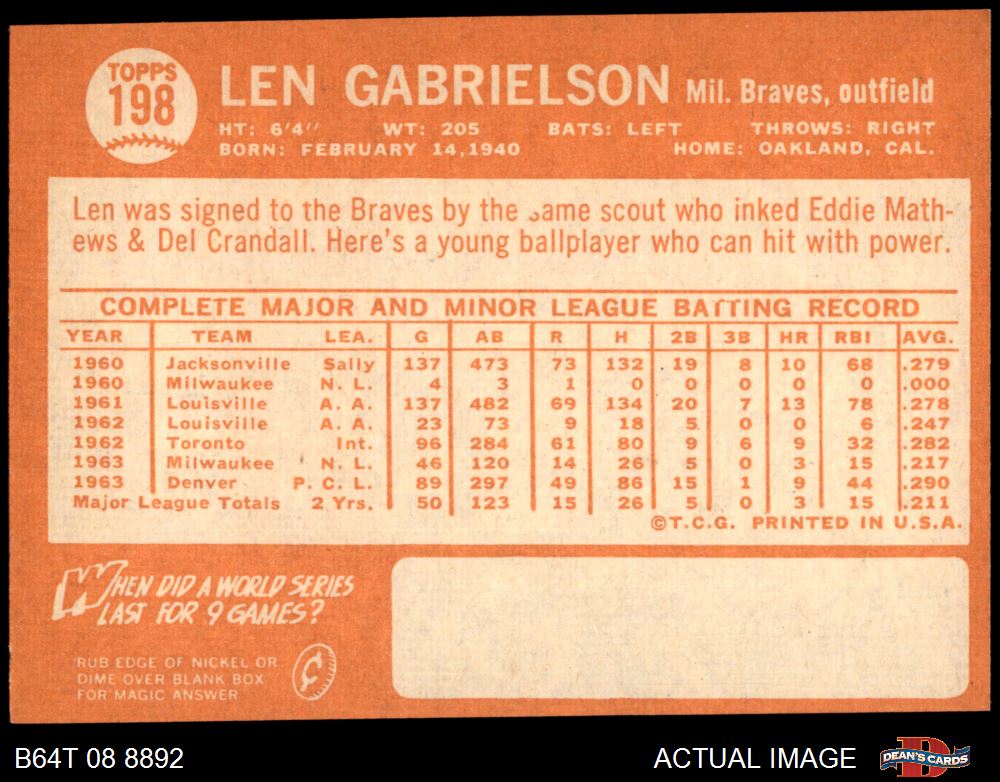 TOPPS
198
LEN GABRIELSON Mil. Braves, outfield
HT: 6'4" WT: 205 BATS: LEFT THROWS: RIGHT
BORN: FEBRUARY 14, 1940 HOME: OAKLAND, CAL.
Len was signed to the Braves by the same scout who inked Eddie Math-
ews & Del Crandall. Here's a young ballplayer who can hit with power.
COMPLETE MAJOR AND MINOR LEAGUE BATTING RECORD
YEAR TEAM LEA. G AB R H 2B 3B HR RBI AVG.
1960 Jacksonville Sally 137 473 73 132 19 8 10 68 .279
1960 Milwaukee N. L. 4 3 1 0 0 0 0 0 .000
1961 Louisville A. A. 137 482 69 134 20 7 13 78 .278
1962 Louisville A. A. 23 73 9 18 5 0 0 6 .247
1962 Toronto Int. 96 284 61 80 9 6 9 32 .282
1963 Milwaukee N. L. 46 120 14 26 5 0 3 15 .217
1963 Denver P. C. L. 89 297 49 86 15 1 9 44 .290
Major League Totals 2 Yrs. 50 123 15 26 5 0 3 15 .211
©T.C.G. PRINTED IN U.S.A.
WHEN DID A WORLD SERIES
LAST FOR 9 GAMES?
RUB EDGE OF NICKEL OR
DIME OVER BLANK BOX
FOR MAGIC ANSWER
¢
B64T 08 8892 ACTUAL IMAGE DEAN'S CARDS